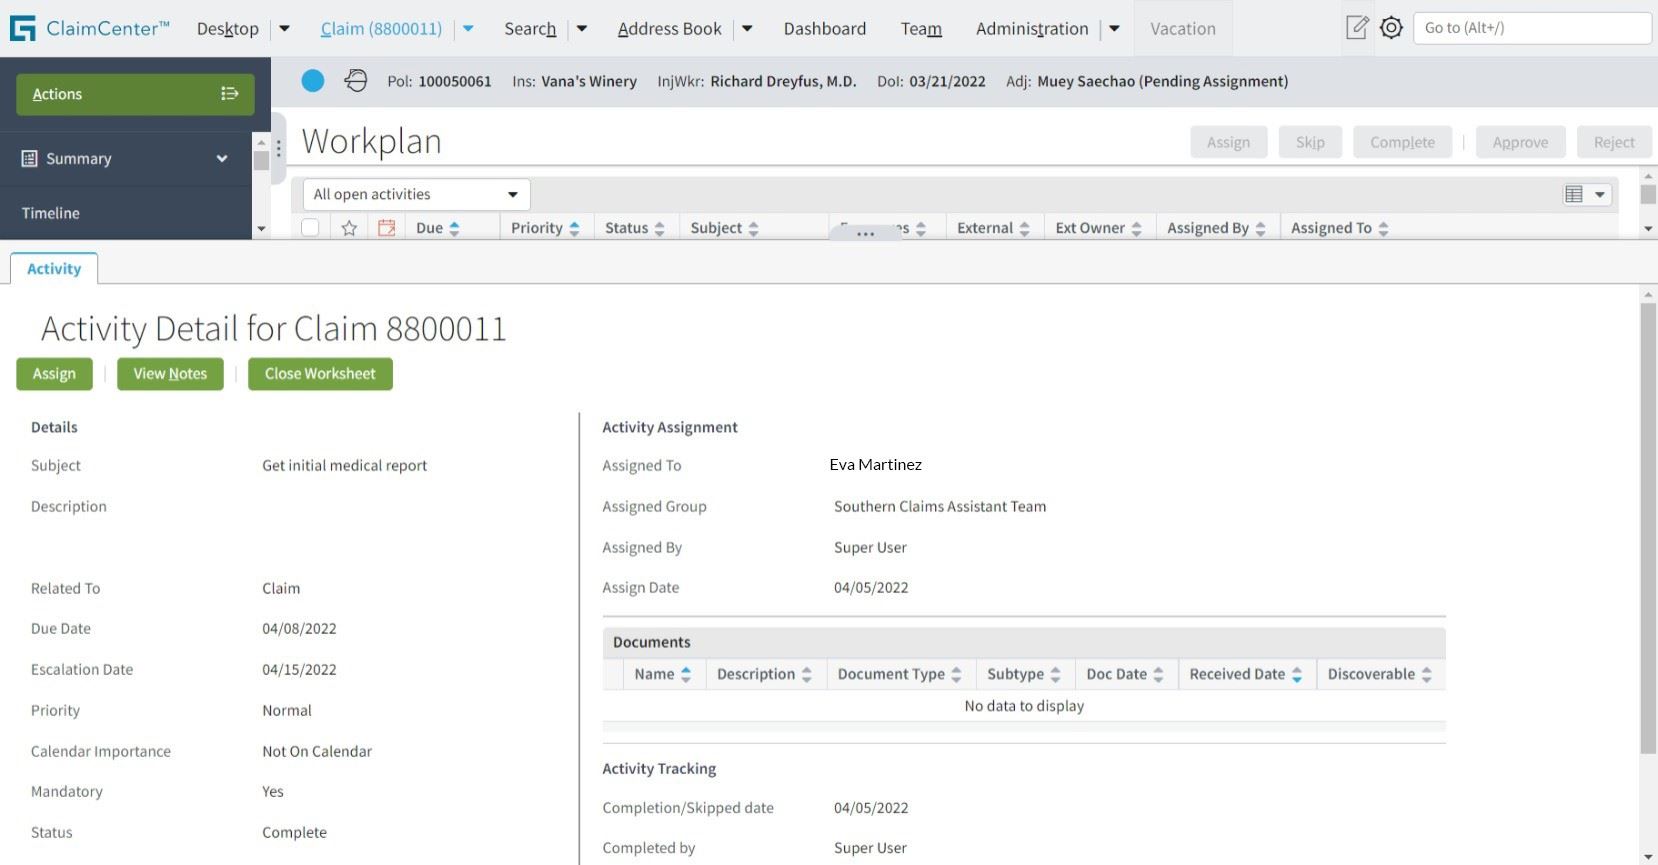 ClaimCenter™ Desktop Claim (8800011) Search Address Book Dashboard Team Administration Vacation Go to (Alt+/)
Actions
Pol: 100050061 Ins: Vana's Winery InjWkr: Richard Dreyfus, M.D. DoI: 03/21/2022 Adj: Muey Saechao (Pending Assignment)
Summary
Timeline
Workplan
Assign Skip Complete Approve Reject
All open activities
Due Priority Status Subject External Ext Owner Assigned By Assigned To
Activity
Activity Detail for Claim 8800011
Assign View Notes Close Worksheet
Details
Subject Get initial medical report
Description
Related To Claim
Due Date 04/08/2022
Escalation Date 04/15/2022
Priority Normal
Calendar Importance Not On Calendar
Mandatory Yes
Status Complete
Activity Assignment
Assigned To Eva Martinez
Assigned Group Southern Claims Assistant Team
Assigned By Super User
Assign Date 04/05/2022
Documents
Name Description Document Type Subtype Doc Date Received Date Discoverable
No data to display
Activity Tracking
Completion/Skipped date 04/05/2022
Completed by Super User